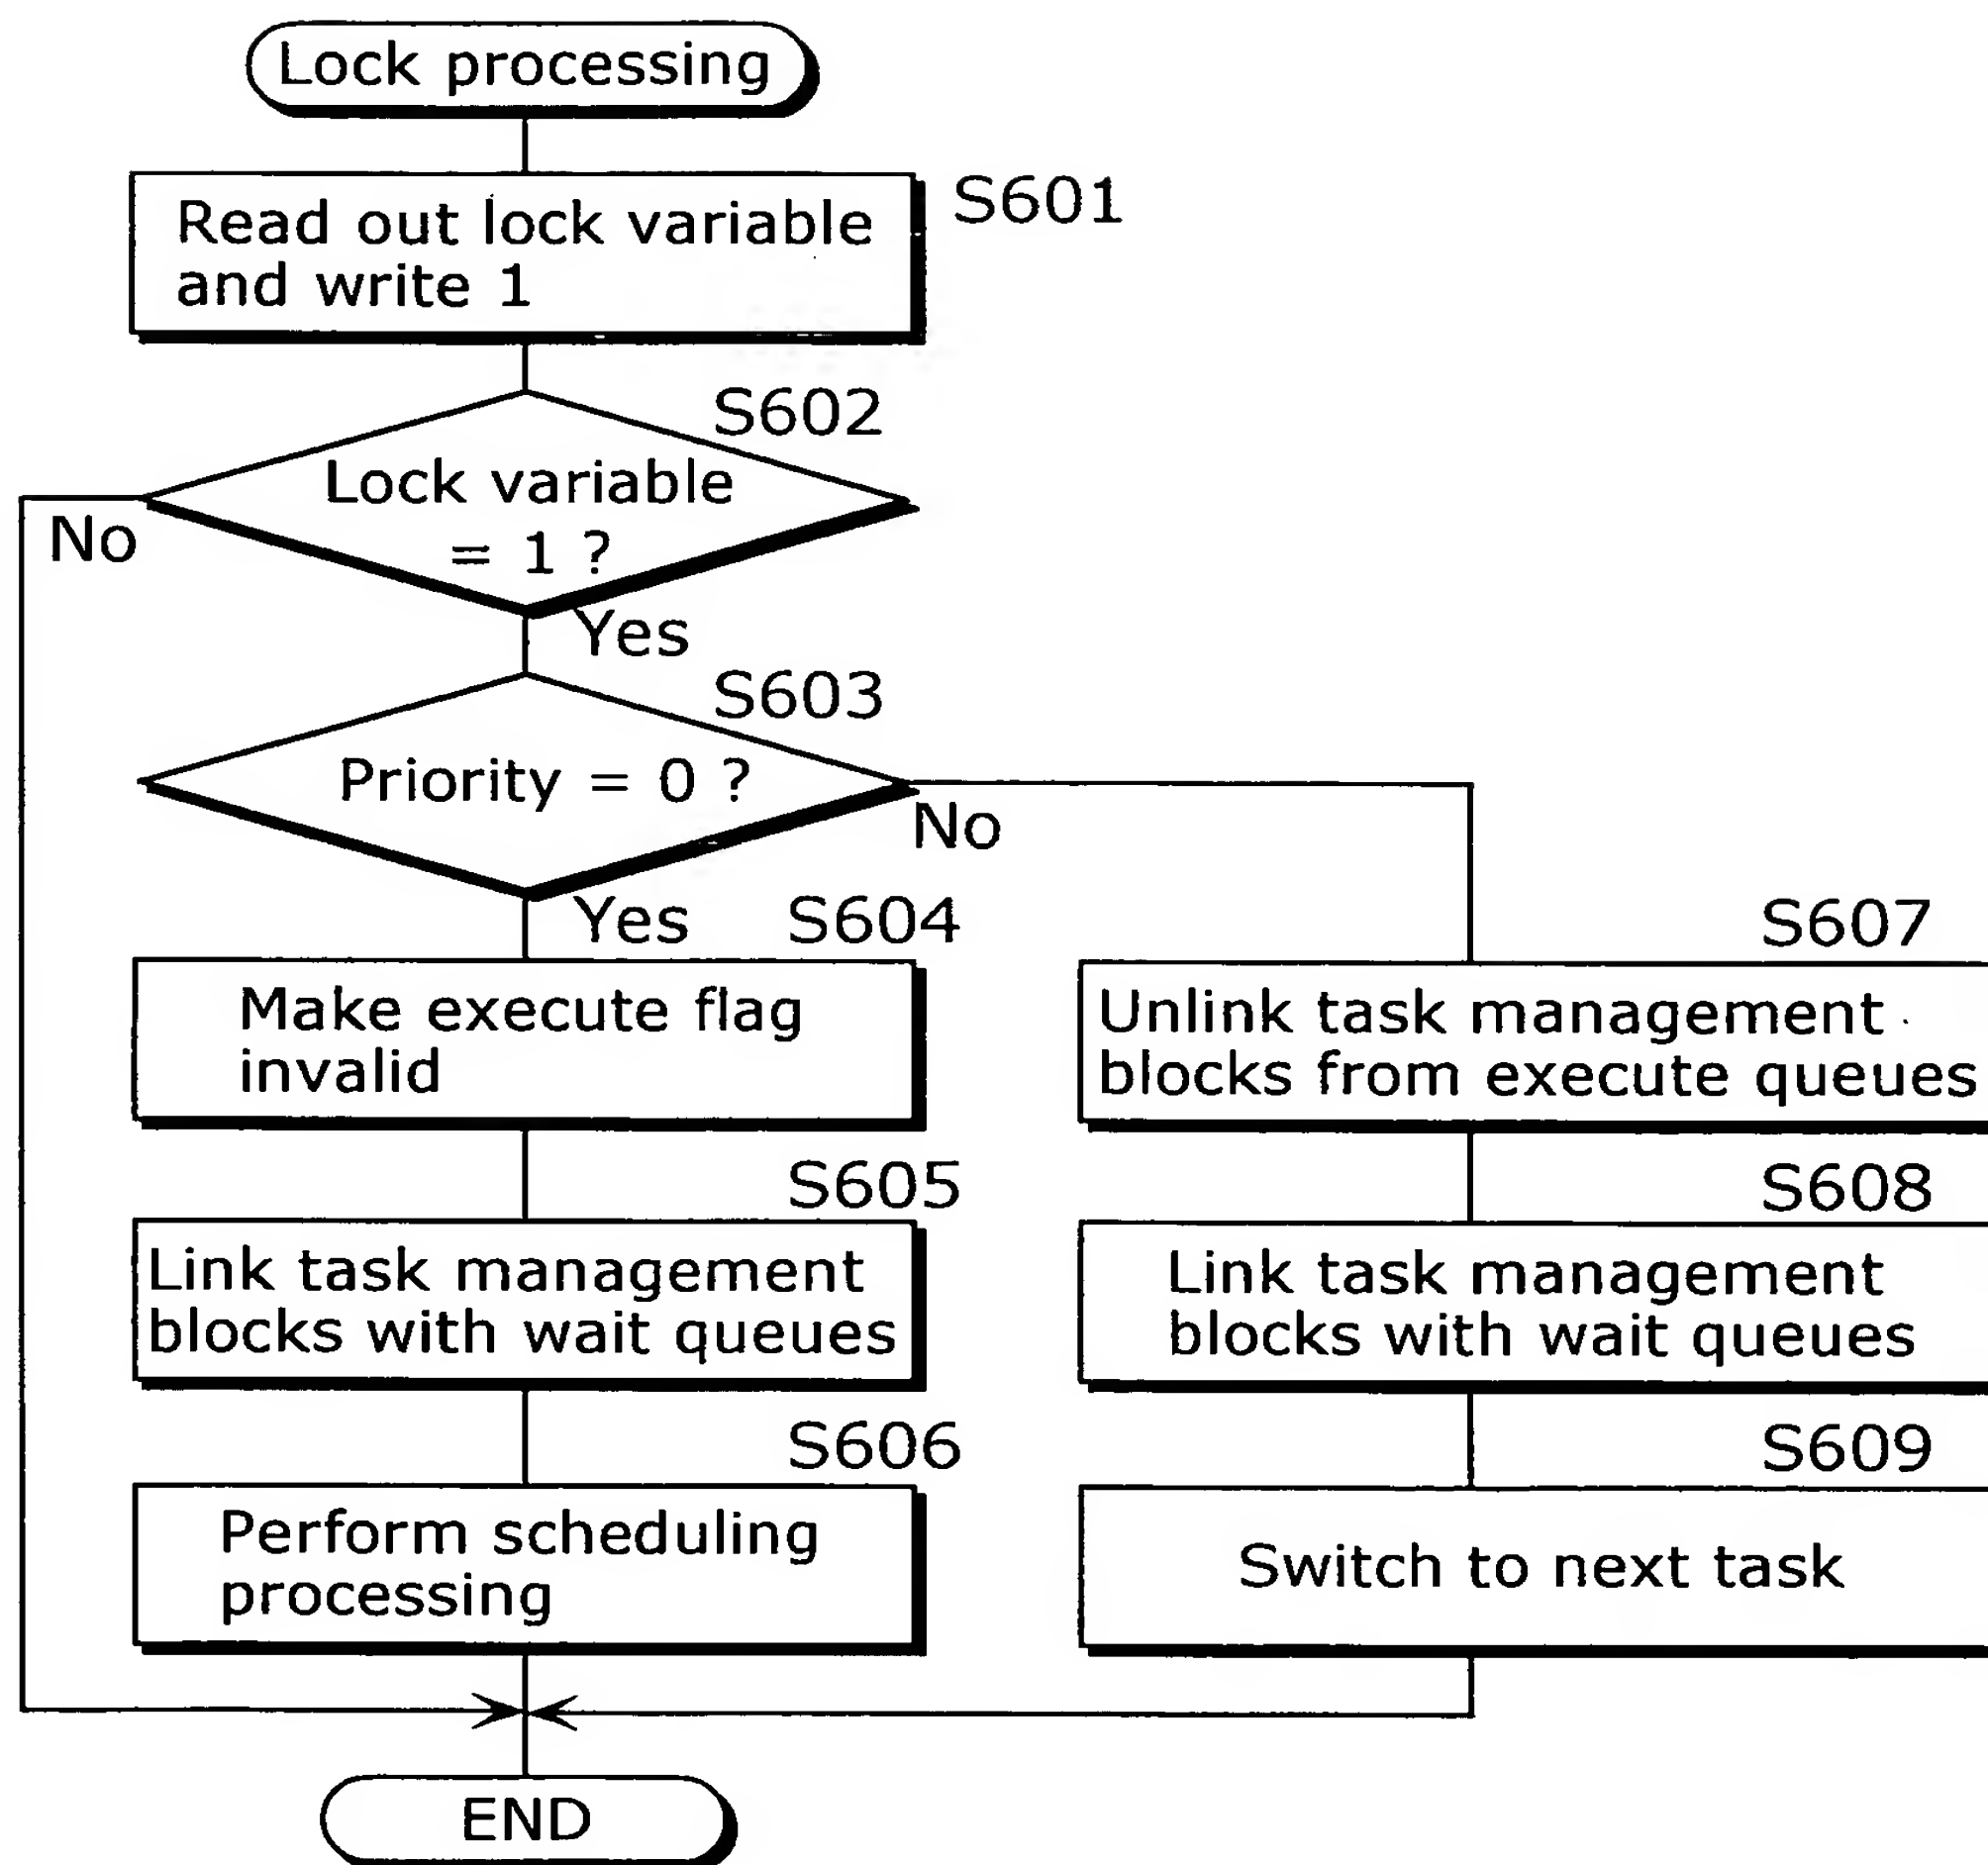 Lock processing
Read out lock variable
and write 1
S601
S602
Lock variable
= 1 ?
No
Yes
S603
Priority = 0 ?
No
Yes
S604
Make execute flag
invalid
S605
Link task management
blocks with wait queues
S606
Perform scheduling
processing
S607
Unlink task management
blocks from execute queues
S608
Link task management
blocks with wait queues
S609
Switch to next task
END